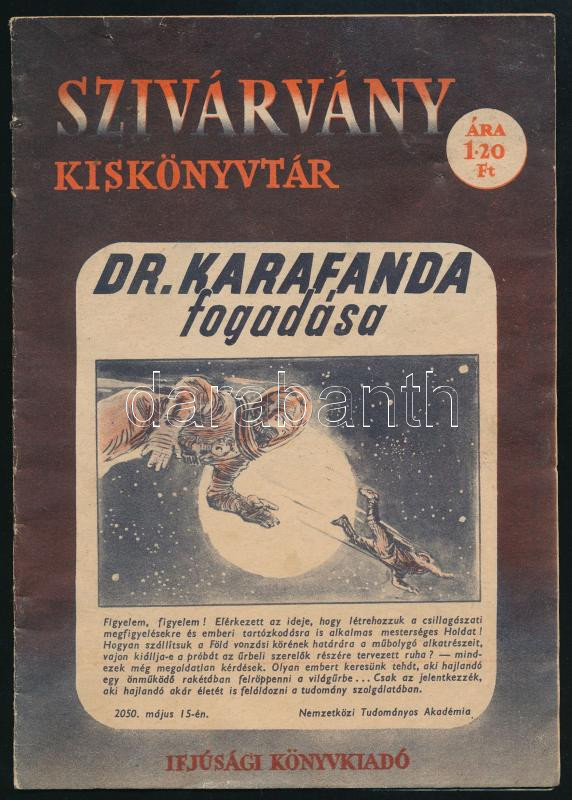 SZIVÁRVÁNY
KISKÖNYVTÁR
ÁRA
1·20
Ft
DR. KARAFANDA
fogadása
darabanth
Figyelem, figyelem! Elérkezett az ideje, hogy létrehozzuk a csillagászati
megfigyelésekre és emberi tartózkodásra is alkalmas mesterséges Holdat!
Hogyan szállítsuk a Föld vonzási körének határára a műbolygó alkatrészeit,
vajon kiállja-e a próbát az űrbeli szerelők részére tervezett ruha? — mind-
ezek még megoldatlan kérdések. Olyan embert keresünk tehát, aki hajlandó
egy önműködő rakétában felröppenni a világűrbe... Csak az jelentkezzék,
aki hajlandó akár életét is feláldozni a tudomány szolgálatában.
2050. május 15-én. Nemzetközi Tudományos Akadémia
IFJÚSÁGI KÖNYVKIADÓ